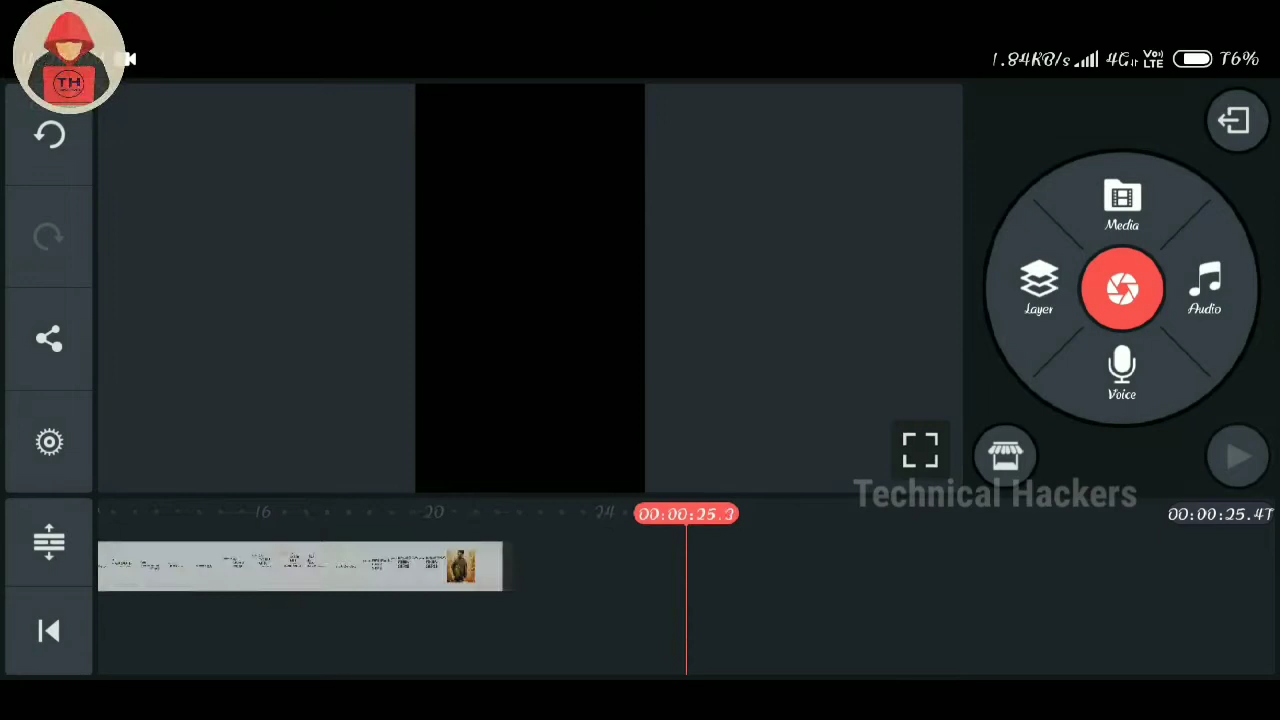 TH
1.84KB/s 4G Vo) LTE 76%
Media
Layer
Audio
Voice
Technical Hackers
16
20
24
00:00:25.3
00:00:25.47